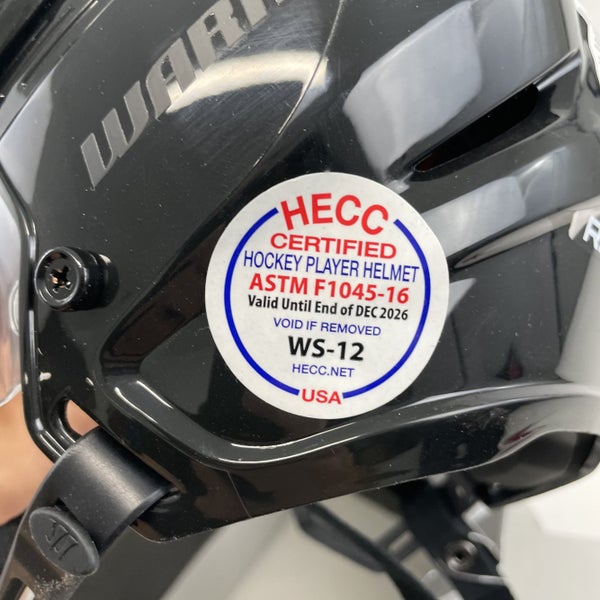 WARR
HECC
CERTIFIED
HOCKEY PLAYER HELMET
ASTM F1045-16
Valid Until End of DEC 2026
VOID IF REMOVED
WS-12
HECC.NET
USA
R